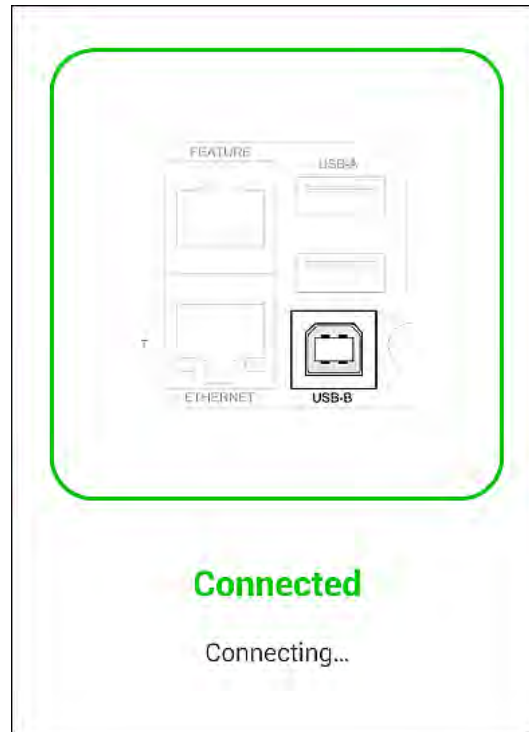 FEATURE
USB-A
T
ETHERNET
USB-B
Connected
Connecting...